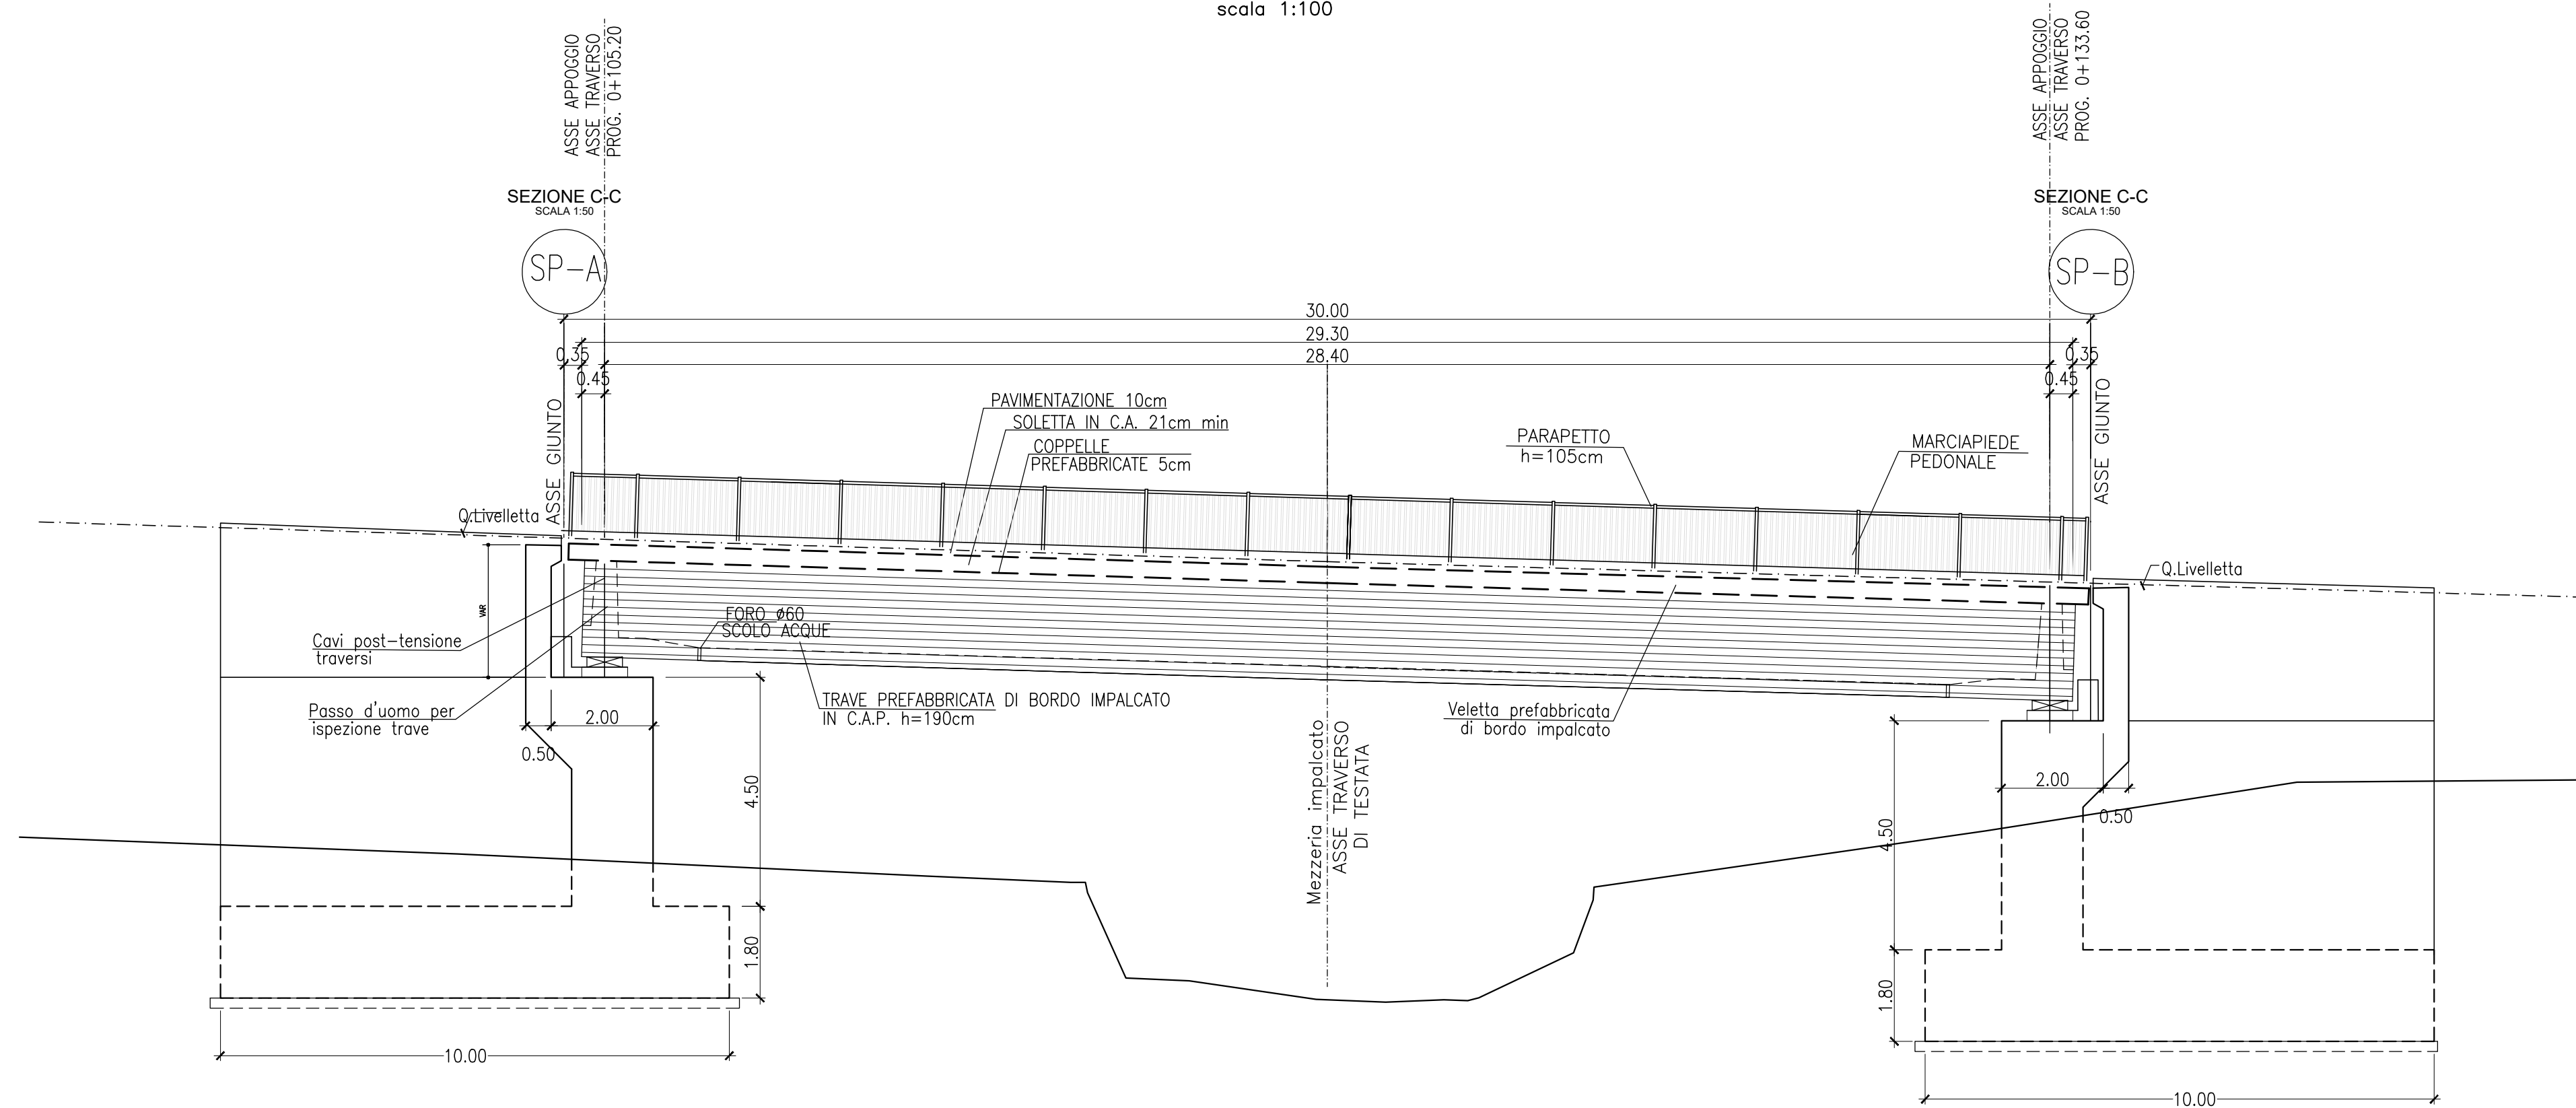 scala 1:100
ASSE APPOGGIO
ASSE TRAVERSO
PROG. 0+105.20
ASSE APPOGGIO
ASSE TRAVERSO
PROG. 0+133.60
SEZIONE C-C
SCALA 1:50
SEZIONE C-C
SCALA 1:50
SP-A
SP-B
30.00
29.30
28.40
0.35
0.45
0.35
0.45
ASSE GIUNTO
ASSE GIUNTO
PAVIMENTAZIONE 10cm
SOLETTA IN C.A. 21cm min
COPPELLE
PREFABBRICATE 5cm
PARAPETTO
h=105cm
MARCIAPIEDE
PEDONALE
Q.Livelletta
Q.Livelletta
VAR
FORO ø60
SCOLO ACQUE
Cavi post-tensione
traversi
Passo d'uomo per
ispezione trave
TRAVE PREFABBRICATA DI BORDO IMPALCATO
IN C.A.P. h=190cm
Veletta prefabbricata
di bordo impalcato
Mezzeria impalcato
ASSE TRAVERSO
DI TESTATA
2.00
0.50
4.50
1.80
10.00
2.00
0.50
4.50
1.80
10.00